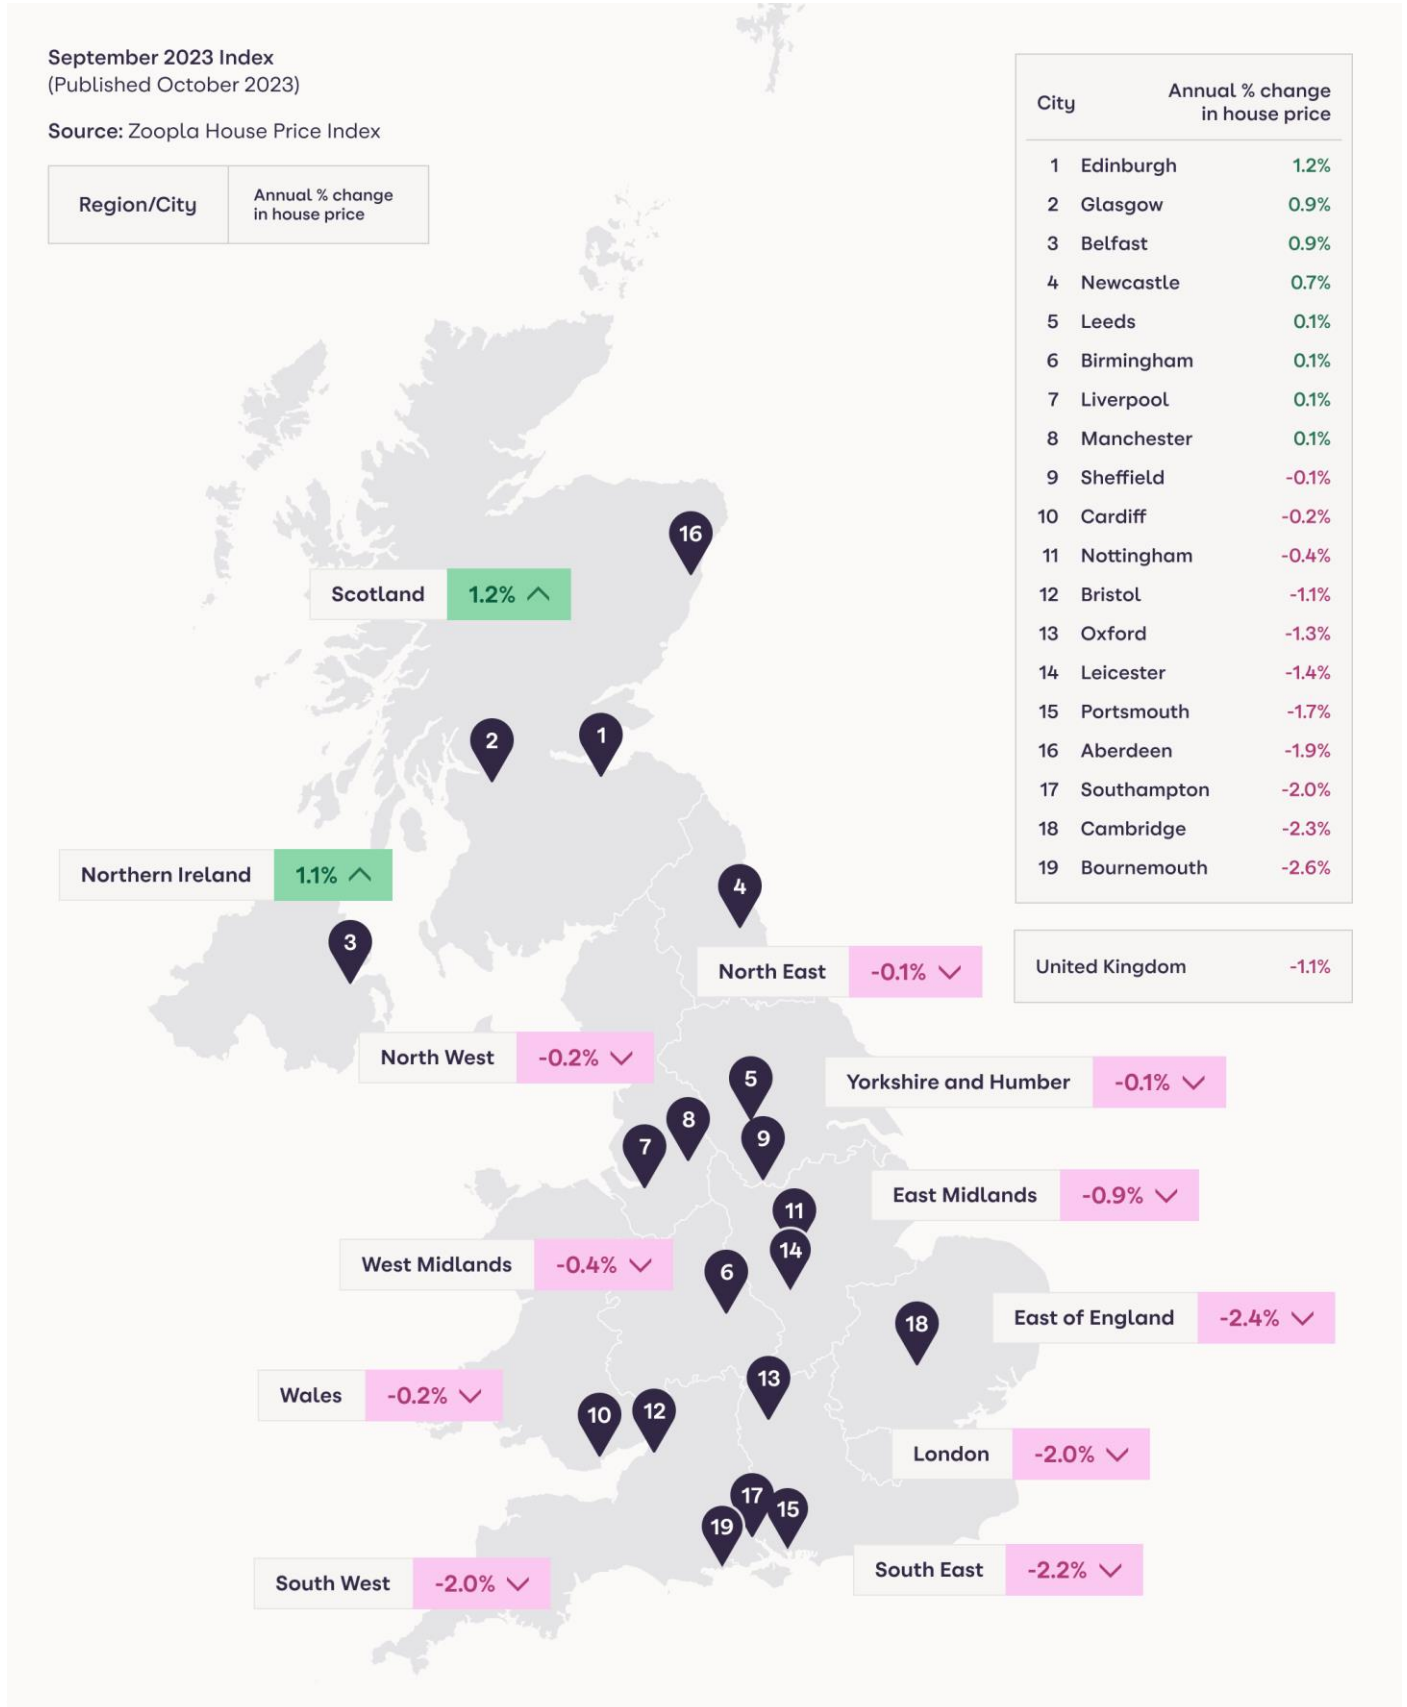 September 2023 Index
(Published October 2023)
Source: Zoopla House Price Index
Region/City
Annual % change
in house price
City
Annual % change
in house price
1 Edinburgh 1.2%
2 Glasgow 0.9%
3 Belfast 0.9%
4 Newcastle 0.7%
5 Leeds 0.1%
6 Birmingham 0.1%
7 Liverpool 0.1%
8 Manchester 0.1%
9 Sheffield -0.1%
10 Cardiff -0.2%
11 Nottingham -0.4%
12 Bristol -1.1%
13 Oxford -1.3%
14 Leicester -1.4%
15 Portsmouth -1.7%
16 Aberdeen -1.9%
17 Southampton -2.0%
18 Cambridge -2.3%
19 Bournemouth -2.6%
United Kingdom -1.1%
16
Scotland 1.2%
2
1
Northern Ireland 1.1%
4
3
North East -0.1%
North West -0.2%
5
Yorkshire and Humber -0.1%
8
9
7
East Midlands -0.9%
11
14
West Midlands -0.4%
6
East of England -2.4%
18
13
Wales -0.2%
10
12
London -2.0%
17
15
19
South East -2.2%
South West -2.0%